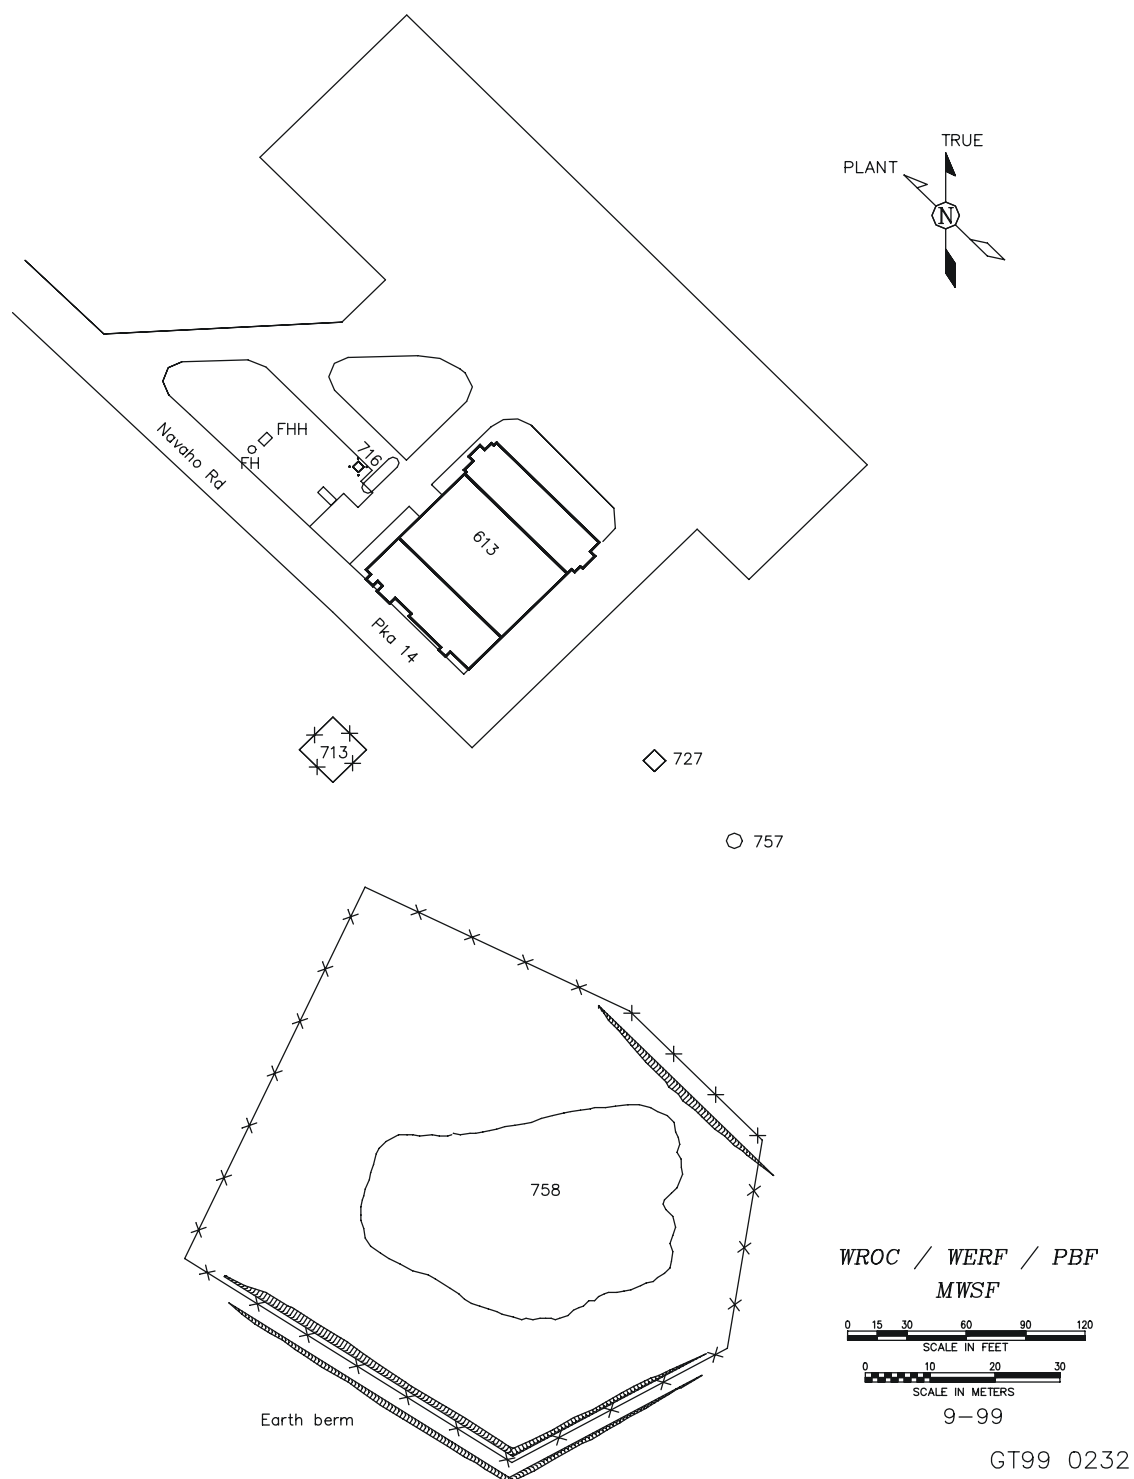 TRUE
PLANT
N
FHH
FH
716
Navaho Rd
613
Pka 14
713
727
757
758
Earth berm
WROC / WERF / PBF
MWSF
0 15 30 60 90 120
SCALE IN FEET
0 10 20 30
SCALE IN METERS
9-99
GT99 0232